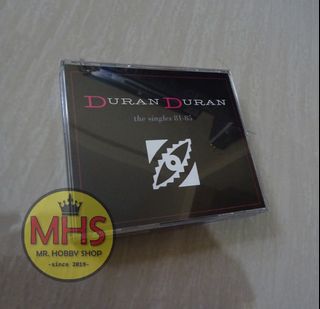 DURAN DURAN
the singles 81-85
MHS
MR. HOBBY SHOP
-since 2019-